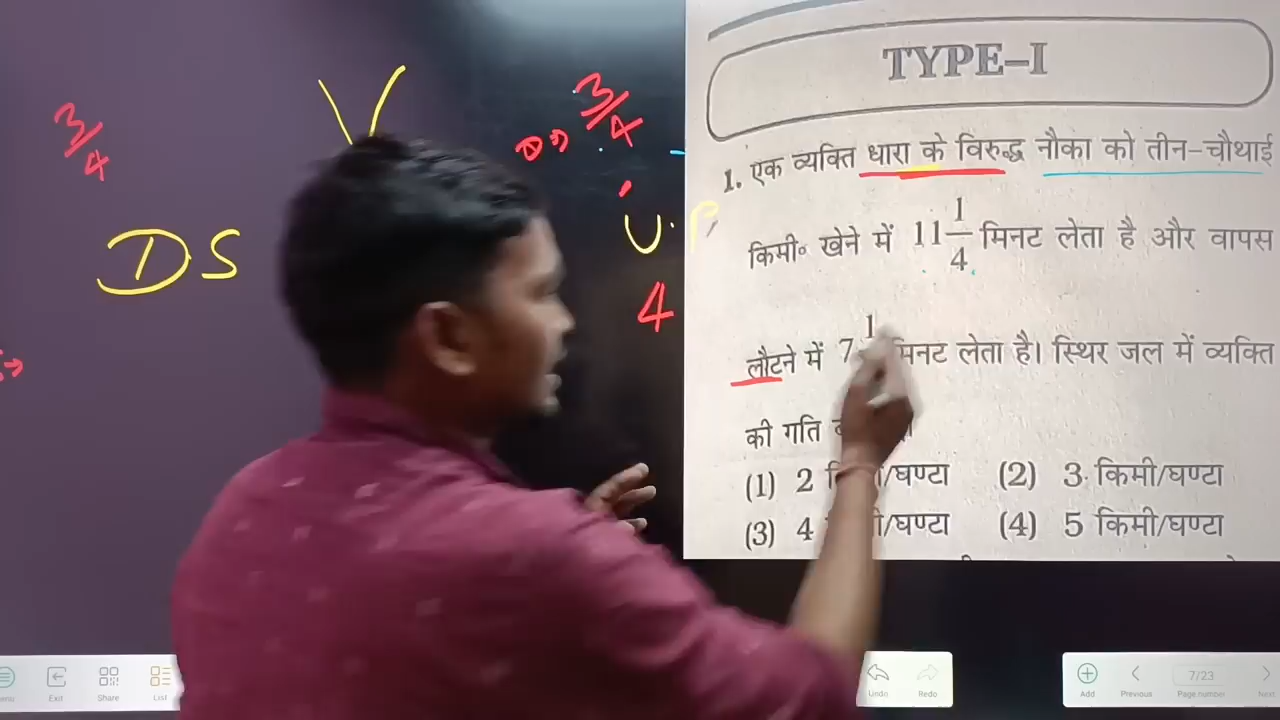 TYPE–I
1. एक व्यक्ति धारा के विरुद्ध नौका को तीन–चौथाई
किमी॰ खेने में 11 1/4 मिनट लेता है और वापस
लौटने में 7 1 मिनट लेता है। स्थिर जल में व्यक्ति
की गति
(1) 2 /घण्टा (2) 3 किमी/घण्टा
(3) 4 /घण्टा (4) 5 किमी/घण्टा
3/4
V
3/4
DS
U.P
4
Exit
Share
List
Undo
Redo
Add
Previous
7/23
Page number
Next